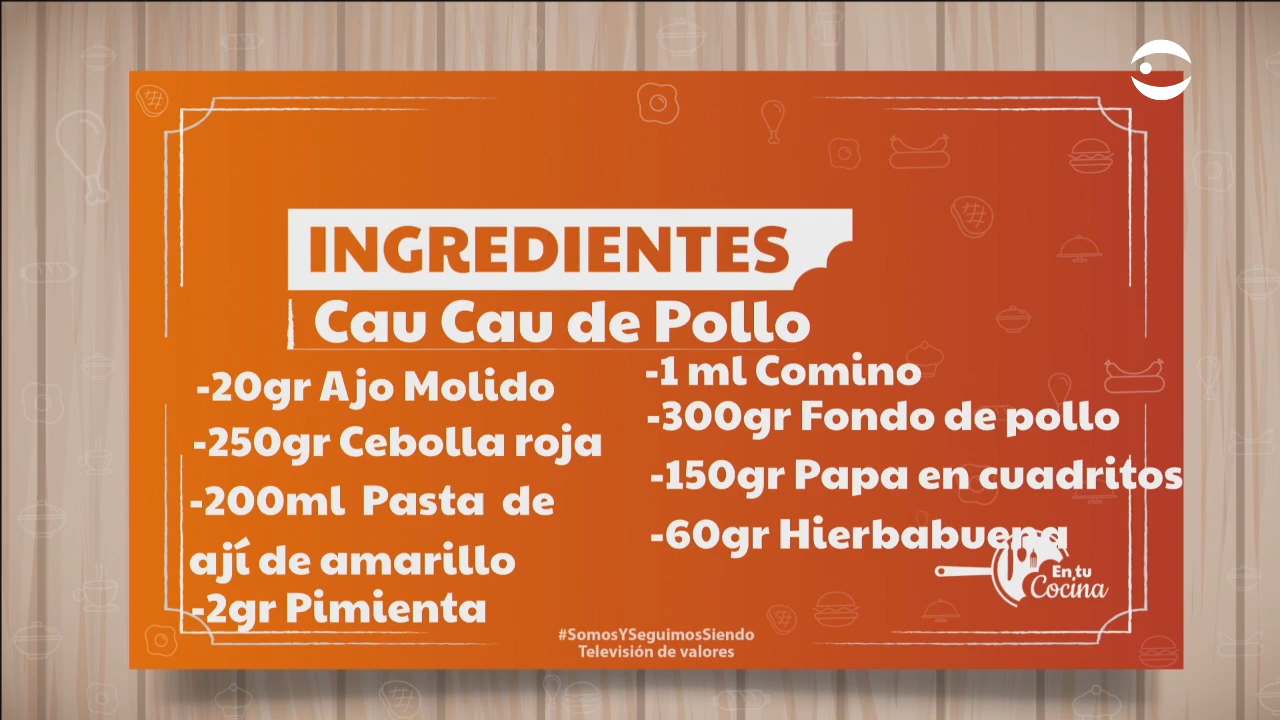 INGREDIENTES
Cau Cau de Pollo
-20gr Ajo Molido
-250gr Cebolla roja
-200ml Pasta de
ají de amarillo
-2gr Pimienta
-1 ml Comino
-300gr Fondo de pollo
-150gr Papa en cuadritos
-60gr Hierbabuena
En tu
Cocina
#SomosYSeguimosSiendo
Televisión de valores